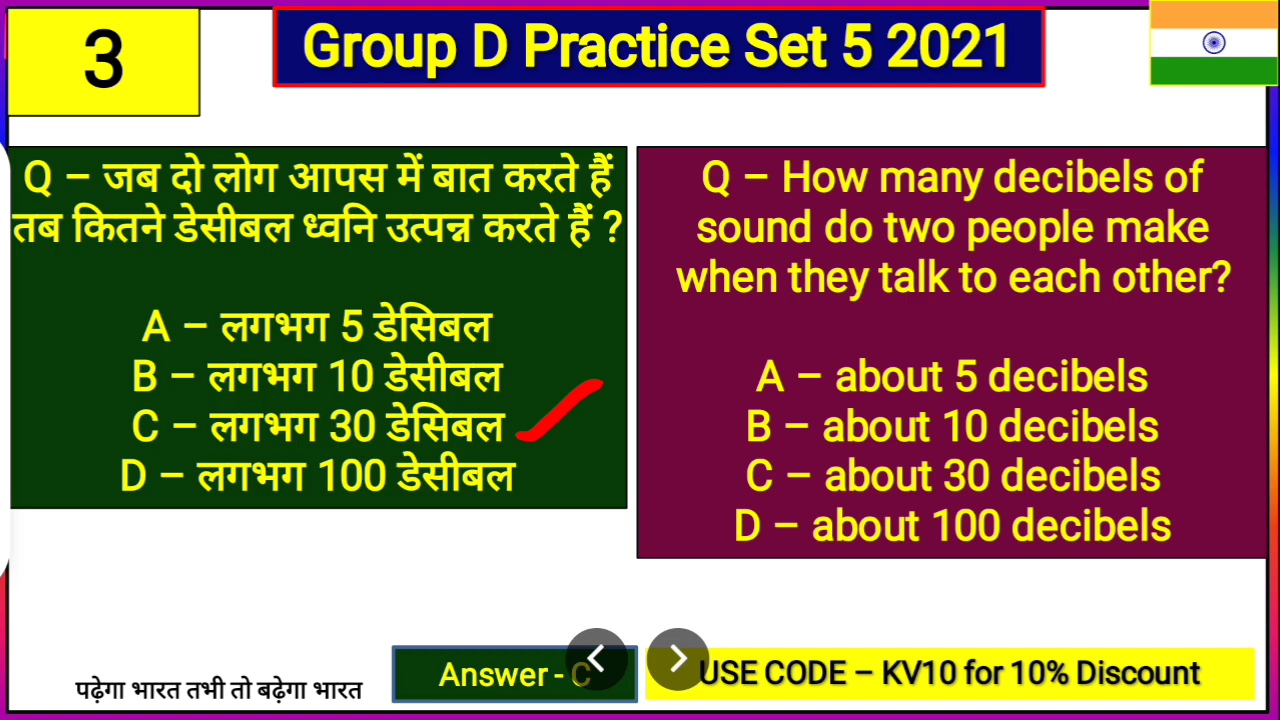 3
Group D Practice Set 5 2021
Q – जब दो लोग आपस में बात करते हैं
तब कितने डेसीबल ध्वनि उत्पन्न करते हैं ?
A – लगभग 5 डेसिबल
B – लगभग 10 डेसीबल
C – लगभग 30 डेसिबल
D – लगभग 100 डेसीबल
Q – How many decibels of
sound do two people make
when they talk to each other?
A – about 5 decibels
B – about 10 decibels
C – about 30 decibels
D – about 100 decibels
पढ़ेगा भारत तभी तो बढ़ेगा भारत
Answer - C
USE CODE – KV10 for 10% Discount